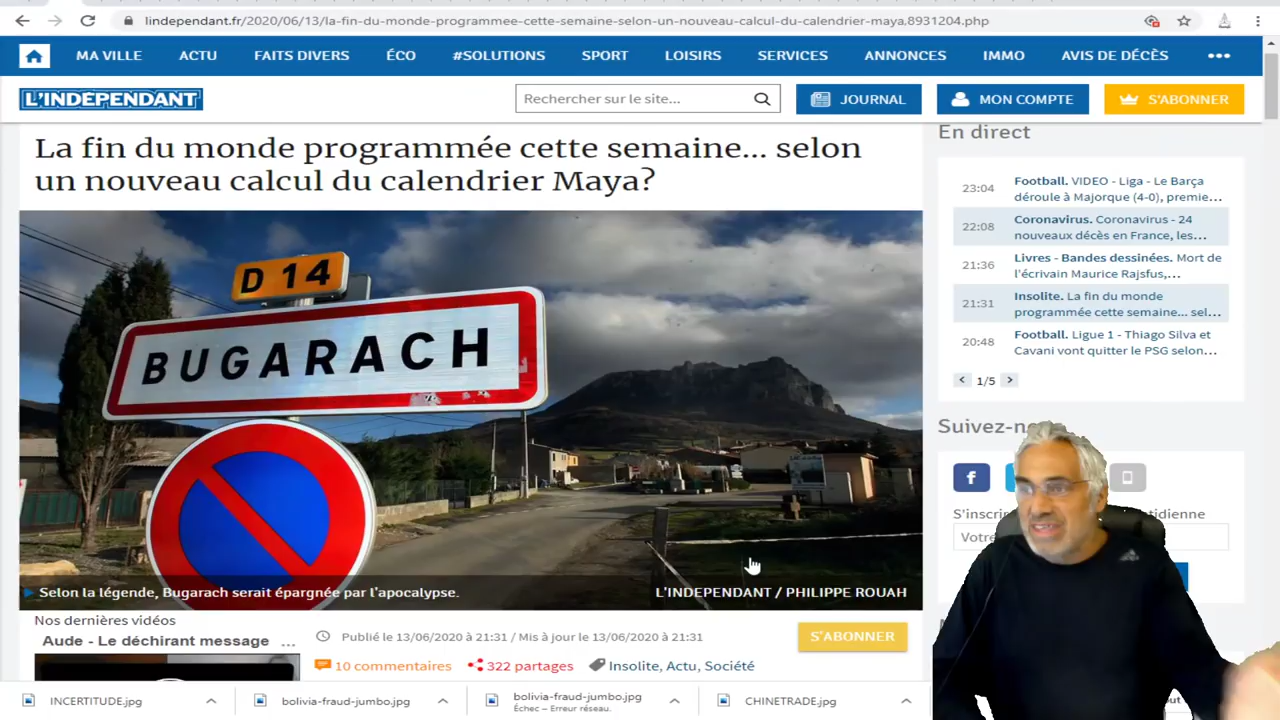 lindependant.fr/2020/06/13/la-fin-du-monde-programmee-cette-semaine-selon-un-nouveau-calcul-du-calendrier-maya,8931204.php
MA VILLE ACTU FAITS DIVERS ÉCO #SOLUTIONS SPORT LOISIRS SERVICES ANNONCES IMMO AVIS DE DÉCÈS
L'INDÉPENDANT Rechercher sur le site... JOURNAL MON COMPTE S'ABONNER
La fin du monde programmée cette semaine... selon
un nouveau calcul du calendrier Maya?
D 14
BUGARACH
Selon la légende, Bugarach serait épargnée par l'apocalypse. L'INDEPENDANT / PHILIPPE ROUAH
Nos dernières vidéos
Aude - Le déchirant message ...
Publié le 13/06/2020 à 21:31 / Mis à jour le 13/06/2020 à 21:31
S'ABONNER
10 commentaires 322 partages Insolite, Actu, Société
En direct
23:04 Football. VIDEO - Liga - Le Barça
déroule à Majorque (4-0), premie...
22:08 Coronavirus. Coronavirus - 24
nouveaux décès en France, les...
21:36 Livres - Bandes dessinées. Mort de
l'écrivain Maurice Rajsfus,...
21:31 Insolite. La fin du monde
programmée cette semaine... sel...
20:48 Football. Ligue 1 - Thiago Silva et
Cavani vont quitter le PSG selon...
< 1/5 >
Suivez-n
f
S'inscri
Votre
INCERTITUDE.jpg
bolivia-fraud-jumbo.jpg
bolivia-fraud-jumbo.jpg
Échec – Erreur réseau.
CHINETRADE.jpg